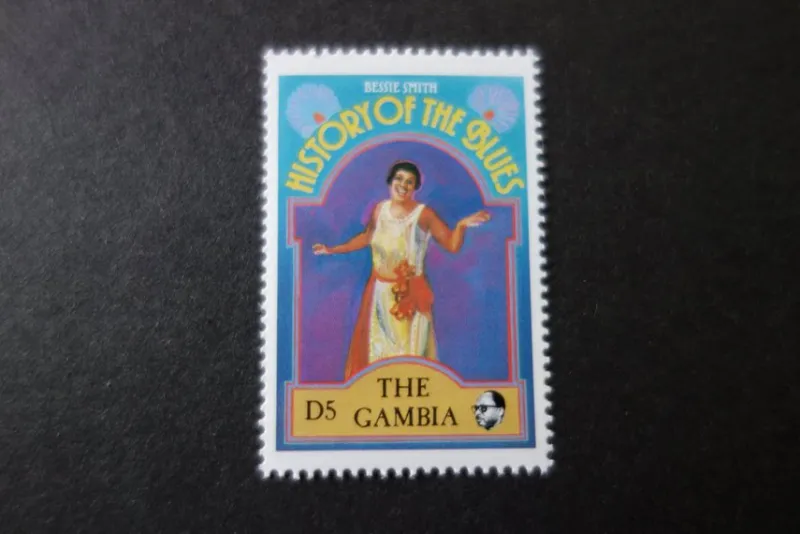 BESSIE SMITH
HISTORY OF THE BLUES
THE
D5 GAMBIA